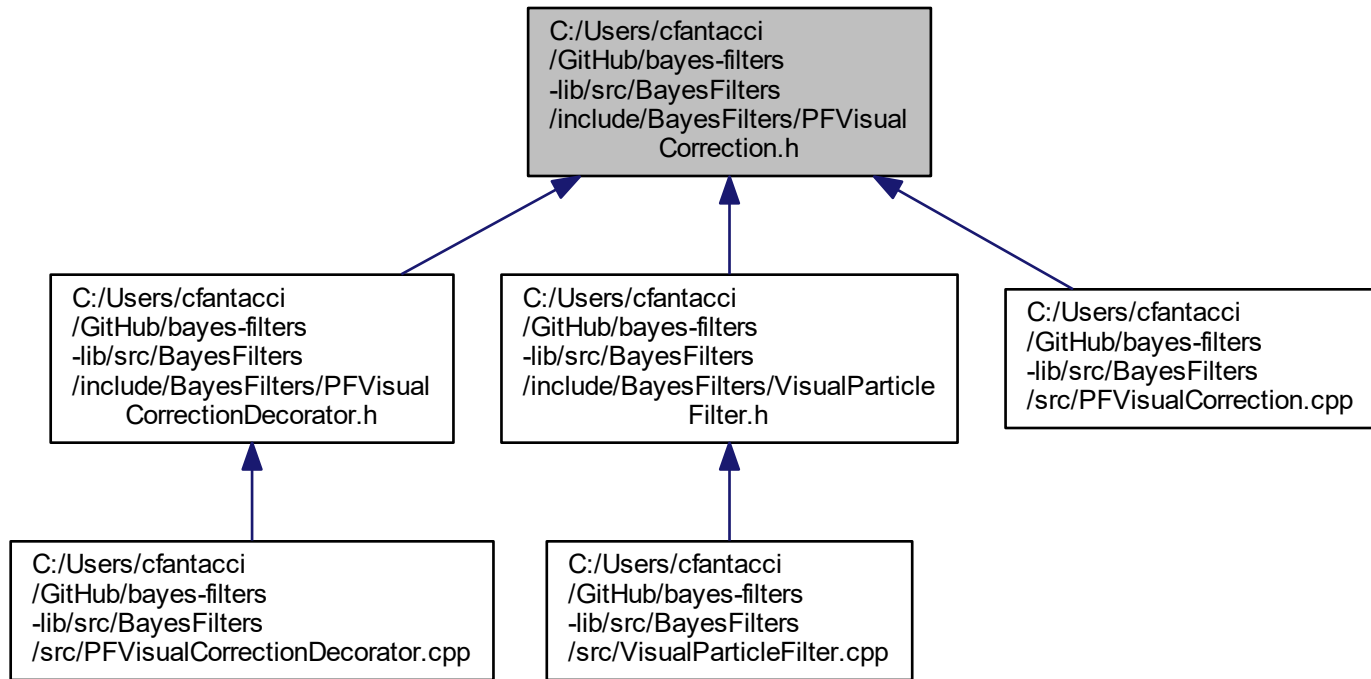 C:/Users/cfantacci
/GitHub/bayes-filters
-lib/src/BayesFilters
/include/BayesFilters/PFVisual
Correction.h
C:/Users/cfantacci
/GitHub/bayes-filters
-lib/src/BayesFilters
/include/BayesFilters/PFVisual
CorrectionDecorator.h
C:/Users/cfantacci
/GitHub/bayes-filters
-lib/src/BayesFilters
/include/BayesFilters/VisualParticle
Filter.h
C:/Users/cfantacci
/GitHub/bayes-filters
-lib/src/BayesFilters
/src/PFVisualCorrection.cpp
C:/Users/cfantacci
/GitHub/bayes-filters
-lib/src/BayesFilters
/src/PFVisualCorrectionDecorator.cpp
C:/Users/cfantacci
/GitHub/bayes-filters
-lib/src/BayesFilters
/src/VisualParticleFilter.cpp